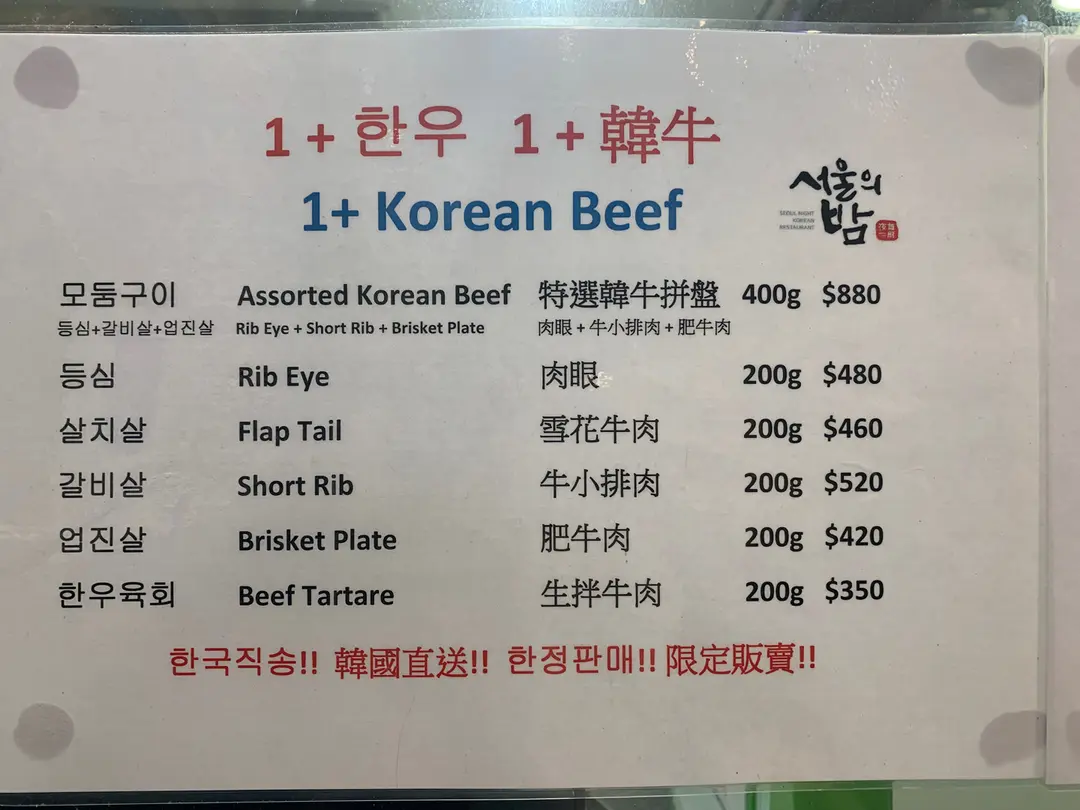 1 + 한우 1 + 韓牛
1+ Korean Beef
서울의
밤
SEOUL NIGHT
KOREAN
RESTAURANT
모둠구이 Assorted Korean Beef 特選韓牛拼盤 400g $880
등심+갈비살+업진살 Rib Eye + Short Rib + Brisket Plate 肉眼 + 牛小排肉 + 肥牛肉
등심 Rib Eye 肉眼 200g $480
살치살 Flap Tail 雪花牛肉 200g $460
갈비살 Short Rib 牛小排肉 200g $520
업진살 Brisket Plate 肥牛肉 200g $420
한우육회 Beef Tartare 生拌牛肉 200g $350
한국직송!! 韓國直送!! 한정판매!! 限定販賣!!